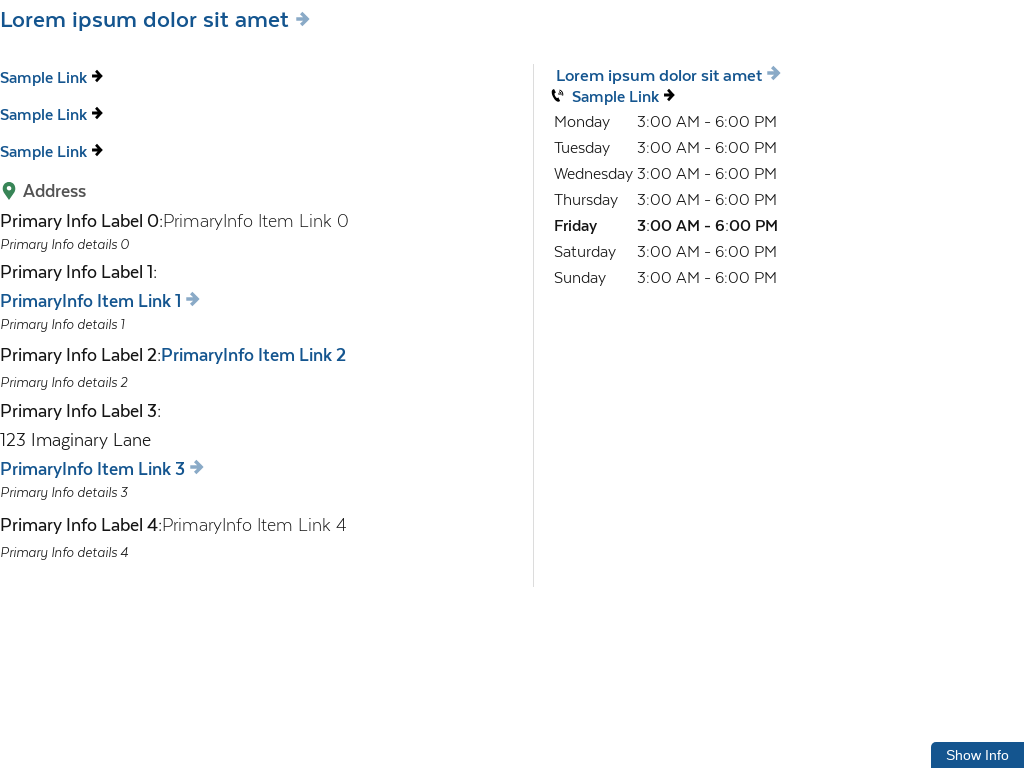 Lorem ipsum dolor sit amet
Sample Link
Sample Link
Sample Link
Address
Primary Info Label 0:PrimaryInfo Item Link 0
Primary Info details 0
Primary Info Label 1:
PrimaryInfo Item Link 1
Primary Info details 1
Primary Info Label 2:PrimaryInfo Item Link 2
Primary Info details 2
Primary Info Label 3:
123 Imaginary Lane
PrimaryInfo Item Link 3
Primary Info details 3
Primary Info Label 4:PrimaryInfo Item Link 4
Primary Info details 4
Lorem ipsum dolor sit amet
Sample Link
Monday 3:00 AM - 6:00 PM
Tuesday 3:00 AM - 6:00 PM
Wednesday 3:00 AM - 6:00 PM
Thursday 3:00 AM - 6:00 PM
Friday 3:00 AM - 6:00 PM
Saturday 3:00 AM - 6:00 PM
Sunday 3:00 AM - 6:00 PM
Show Info